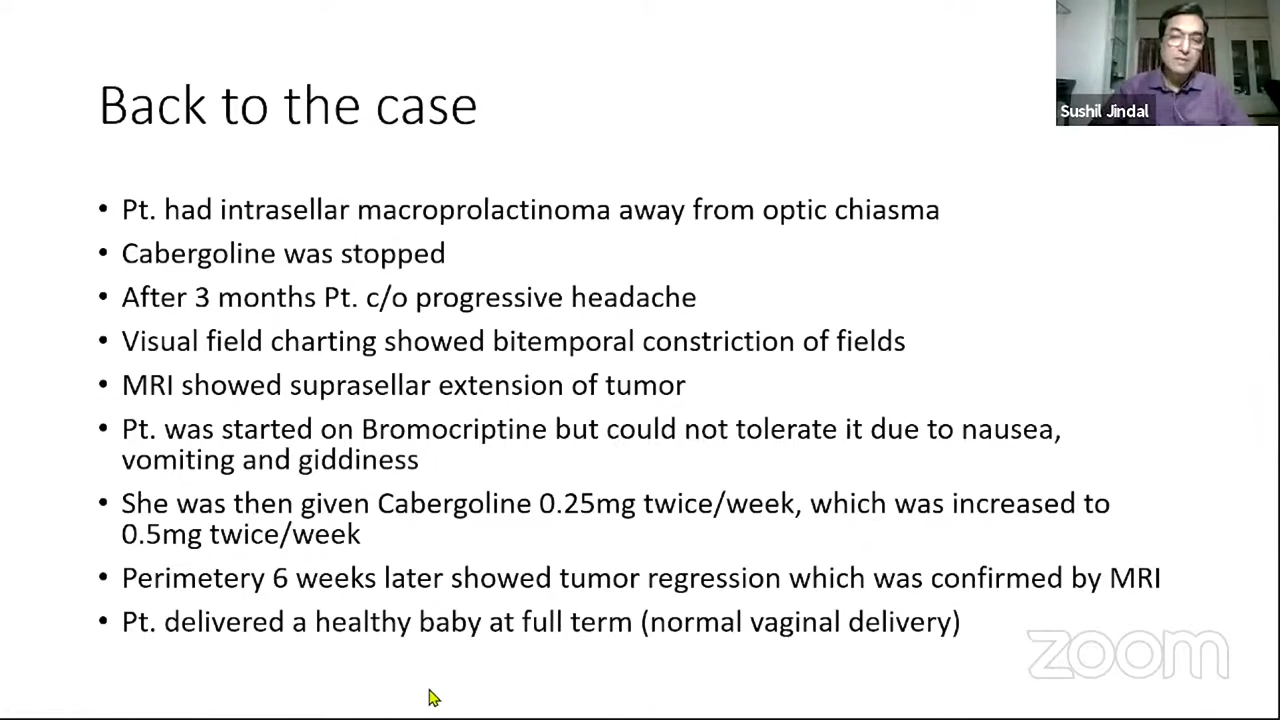 Sushil Jindal
Back to the case
• Pt. had intrasellar macroprolactinoma away from optic chiasma
• Cabergoline was stopped
• After 3 months Pt. c/o progressive headache
• Visual field charting showed bitemporal constriction of fields
• MRI showed suprasellar extension of tumor
• Pt. was started on Bromocriptine but could not tolerate it due to nausea,
vomiting and giddiness
• She was then given Cabergoline 0.25mg twice/week, which was increased to
0.5mg twice/week
• Perimetery 6 weeks later showed tumor regression which was confirmed by MRI
• Pt. delivered a healthy baby at full term (normal vaginal delivery)
zoom